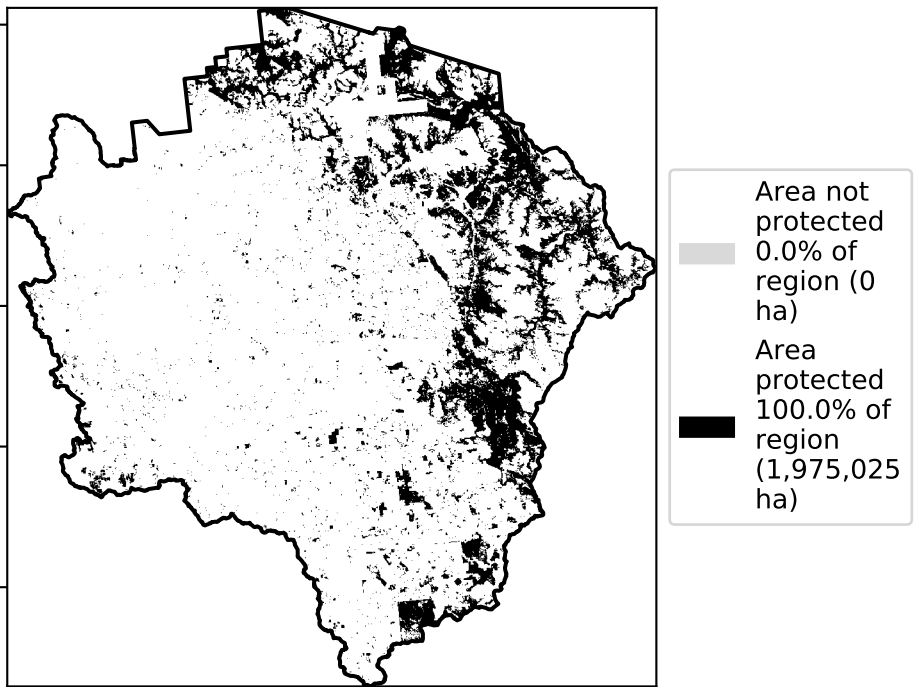 Area not
protected
0.0% of
region (0
ha)
Area
protected
100.0% of
region
(1,975,025
ha)